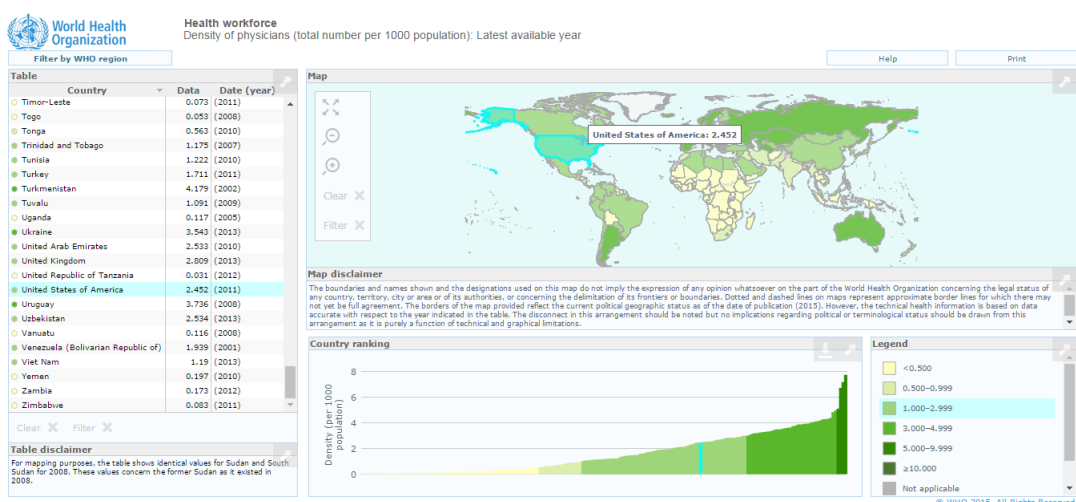 World Health
Organization
Health workforce
Density of physicians (total number per 1000 population): Latest available year
Filter by WHO region
Help
Print
Table
Country Data Date (year)
Timor-Leste 0.073 (2011)
Togo 0.053 (2008)
Tonga 0.563 (2010)
Trinidad and Tobago 1.175 (2007)
Tunisia 1.222 (2010)
Turkey 1.711 (2011)
Turkmenistan 4.179 (2002)
Tuvalu 1.091 (2009)
Uganda 0.117 (2005)
Ukraine 3.543 (2013)
United Arab Emirates 2.533 (2010)
United Kingdom 2.809 (2013)
United Republic of Tanzania 0.031 (2012)
United States of America 2.452 (2011)
Uruguay 3.736 (2008)
Uzbekistan 2.534 (2013)
Vanuatu 0.116 (2008)
Venezuela (Bolivarian Republic of) 1.939 (2001)
Viet Nam 1.19 (2013)
Yemen 0.197 (2010)
Zambia 0.173 (2012)
Zimbabwe 0.083 (2011)
Clear Filter
Table disclaimer
For mapping purposes, the table shows identical values for Sudan and South
Sudan for 2008. These values concern the former Sudan as it existed in
2008.
Map
Clear
Filter
United States of America: 2.452
Map disclaimer
The boundaries and names shown and the designations used on this map do not imply the expression of any opinion whatsoever on the part of the World Health Organization concerning the legal status of
any country, territory, city or area or of its authorities, or concerning the delimitation of its frontiers or boundaries. Dotted and dashed lines on maps represent approximate border lines for which there may
not yet be full agreement. The borders of the map provided reflect the current political geographic status as of the date of publication (2015). However, the technical health information is based on data
accurate with respect to the year indicated in the table. The disconnect in this arrangement should be noted but no implications regarding political or terminological status should be drawn from this
arrangement as it is purely a function of technical and graphical limitations.
Country ranking
Density (per 1000
population)
8
6
4
2
0
Legend
<0.500
0.500–0.999
1.000–2.999
3.000–4.999
5.000–9.999
≥10.000
Not applicable
© WHO 2015. All Rights Reserved